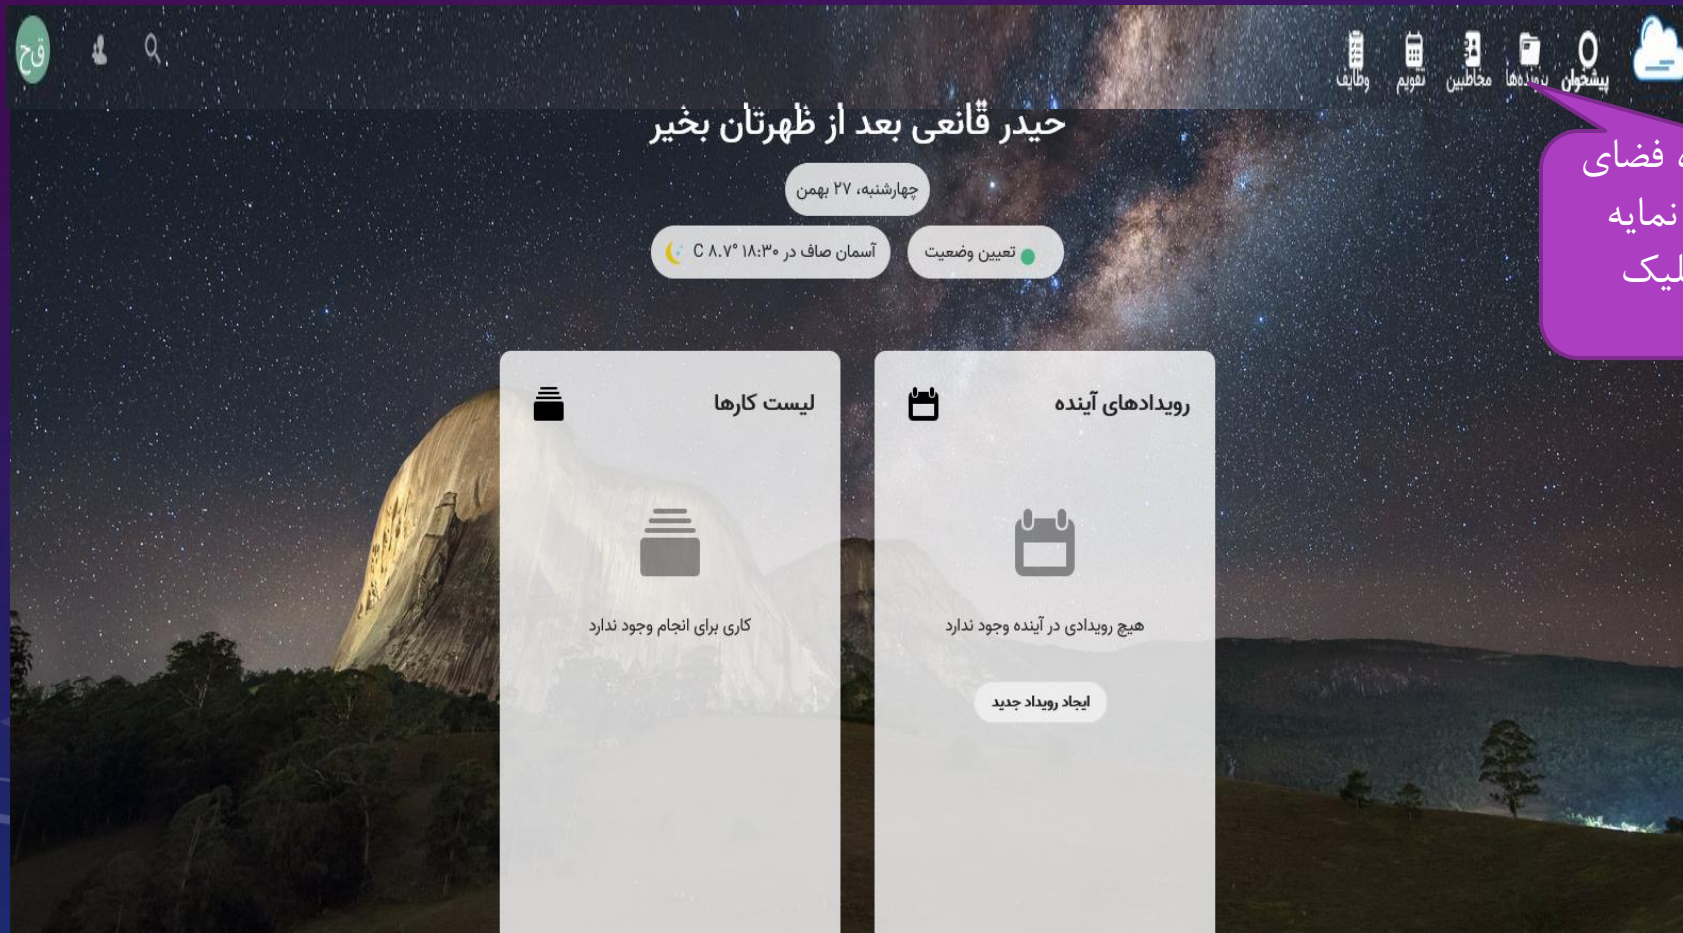 پیشخوان
پرونده‌ها
مخاطبین
تقویم
وظایف
ق‌ح
فضای
نمایه
حیدر قانعی بعد از ظهرتان بخیر
چهارشنبه، ۲۷ بهمن
تعیین وضعیت
آسمان صاف در ۱۸:۳۰ ۸.۷° C
رویدادهای آینده
هیچ رویدادی در آینده وجود ندارد
ایجاد رویداد جدید
لیست کارها
کاری برای انجام وجود ندارد